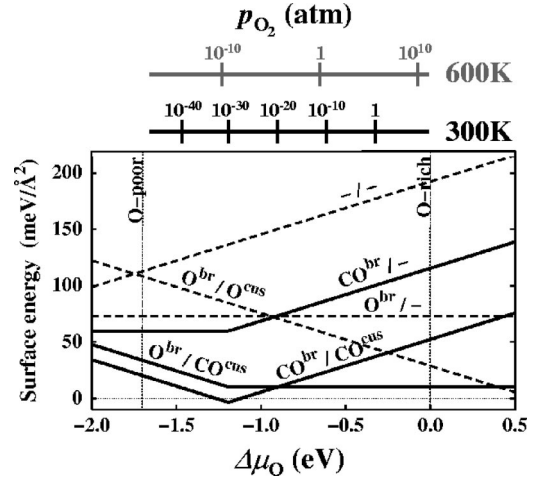 p_O₂ (atm)
10⁻¹⁰ 1 10¹⁰ 600K
10⁻⁴⁰ 10⁻³⁰ 10⁻²⁰ 10⁻¹⁰ 1 300K
Surface energy (meV/Å²)
200
150
100
50
0
O-poor
O-rich
– / –
CO^br / –
O^br / O^cus
O^br / –
O^br / CO^cus
CO^br / CO^cus
-2.0 -1.5 -1.0 -0.5 0.0 0.5
Δμ_O (eV)